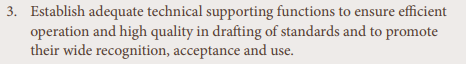 3. Establish adequate technical supporting functions to ensure efficient
operation and high quality in drafting of standards and to promote
their wide recognition, acceptance and use.